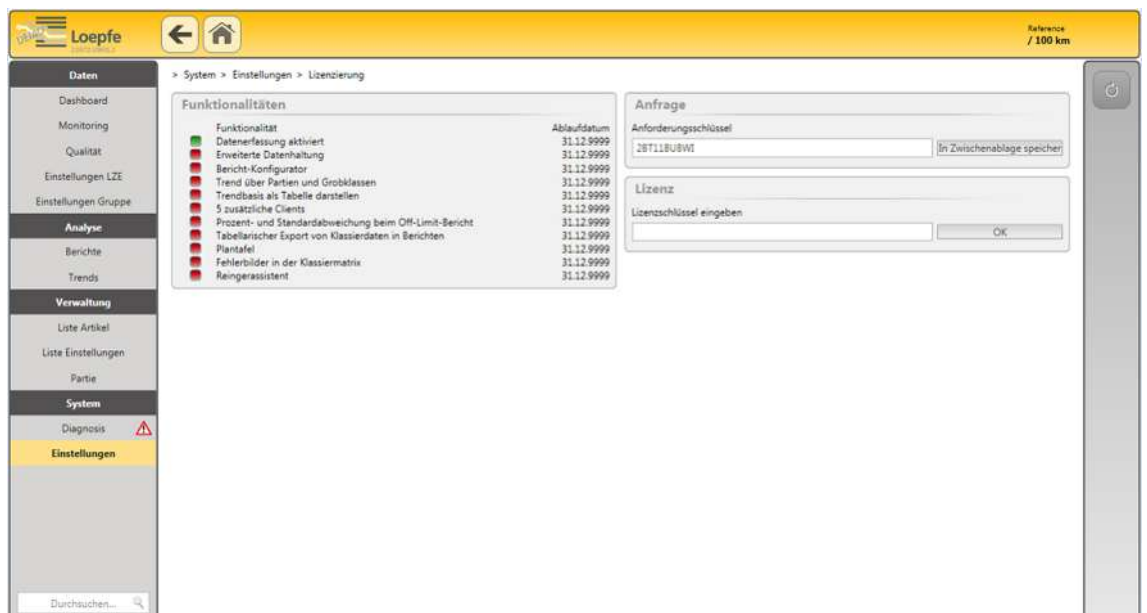 DEMO
Loepfe
Reference
/ 100 km
Daten
Dashboard
Monitoring
Qualität
Einstellungen LZE
Einstellungen Gruppe
Analyse
Berichte
Trends
Verwaltung
Liste Artikel
Liste Einstellungen
Partie
System
Diagnosis
Einstellungen
Durchsuchen...
> System > Einstellungen > Lizenzierung
Funktionalitäten
Funktionalität Ablaufdatum
Datenerfassung aktiviert 31.12.9999
Erweiterte Datenhaltung 31.12.9999
Bericht-Konfigurator 31.12.9999
Trend über Partien und Grobklassen 31.12.9999
Trendbasis als Tabelle darstellen 31.12.9999
5 zusätzliche Clients 31.12.9999
Prozent- und Standardabweichung beim Off-Limit-Bericht 31.12.9999
Tabellarischer Export von Klassierdaten in Berichten 31.12.9999
Plantafel 31.12.9999
Fehlerbilder in der Klassiermatrix 31.12.9999
Reingerassistent 31.12.9999
Anfrage
Anforderungsschlüssel
In Zwischenablage speicher
Lizenz
Lizenzschlüssel eingeben
OK